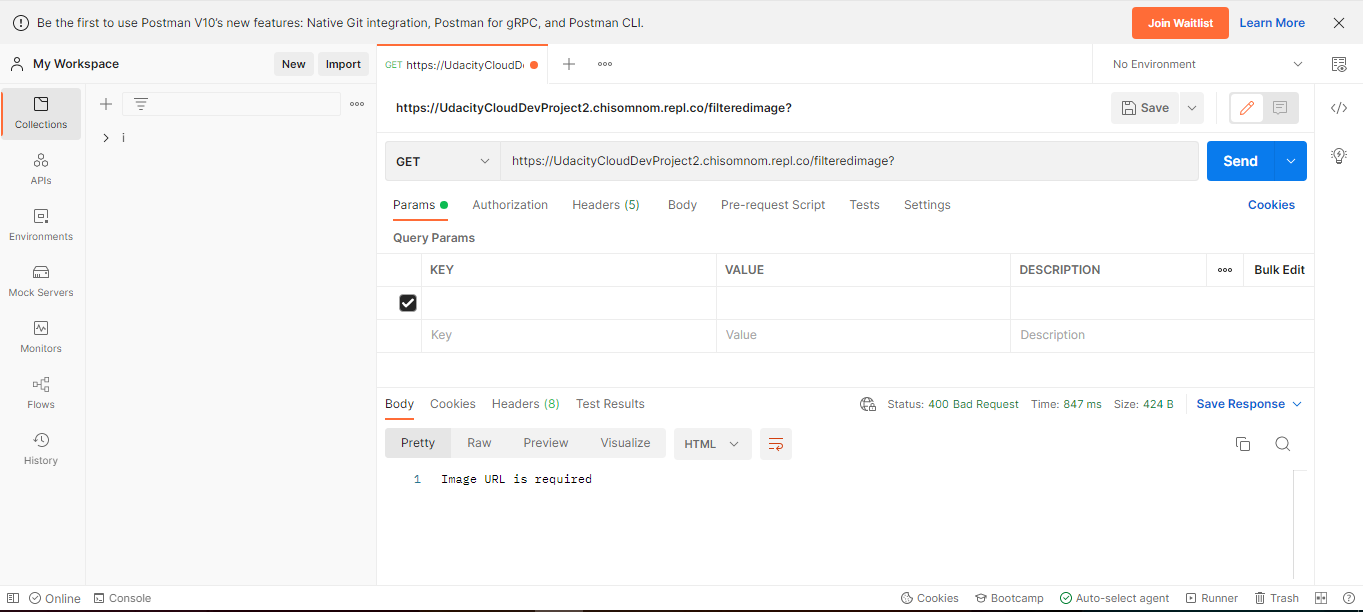 Be the first to use Postman V10's new features: Native Git integration, Postman for gRPC, and Postman CLI.
Join Waitlist
Learn More
My Workspace
New
Import
GET https://UdacityCloudDe
No Environment
https://UdacityCloudDevProject2.chisomnom.repl.co/filteredimage?
Save
GET
https://UdacityCloudDevProject2.chisomnom.repl.co/filteredimage?
Send
Params
Authorization
Headers (5)
Body
Pre-request Script
Tests
Settings
Cookies
Query Params
KEY
VALUE
DESCRIPTION
Bulk Edit
Key
Value
Description
Collections
APIs
Environments
Mock Servers
Monitors
Flows
History
i
Body
Cookies
Headers (8)
Test Results
Status: 400 Bad Request
Time: 847 ms
Size: 424 B
Save Response
Pretty
Raw
Preview
Visualize
HTML
1 Image URL is required
Online
Console
Cookies
Bootcamp
Auto-select agent
Runner
Trash